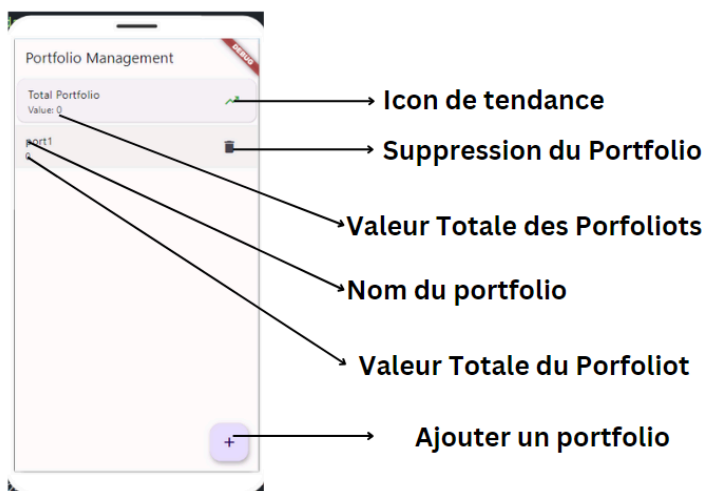 Portfolio Management
DEBUG
Total Portfolio
Value: 0
Icon de tendance
port1
0
Suppression du Portfolio
Valeur Totale des Porfoliots
Nom du portfolio
Valeur Totale du Porfoliot
+
Ajouter un portfolio